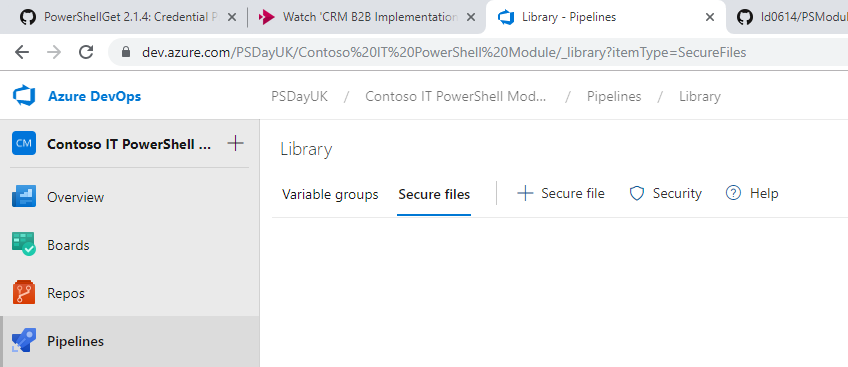 PowerShellGet 2.1.4: Credential P
Watch 'CRM B2B Implementation
Library - Pipelines
ld0614/PSModul
dev.azure.com/PSDayUK/Contoso%20IT%20PowerShell%20Module/_library?itemType=SecureFiles
Azure DevOps
PSDayUK / Contoso IT PowerShell Mod... / Pipelines / Library
CM Contoso IT PowerShell ...
Library
Variable groups Secure files Secure file Security Help
Overview
Boards
Repos
Pipelines